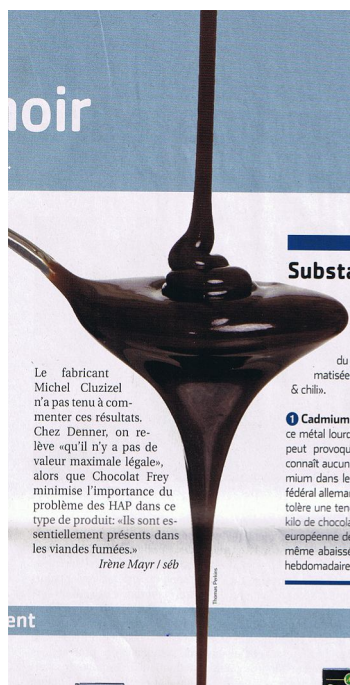 noir
Le fabricant
Michel Cluzizel
n'a pas tenu à com-
menter ces résultats.
Chez Denner, on re-
lève «qu'il n'y a pas de
valeur maximale légale»,
alors que Chocolat Frey
minimise l'importance du
problème des HAP dans ce
type de produit: «Ils sont es-
sentiellement présents dans
les viandes fumées.»
Irène Mayr / séb
Substa
du
matisée
& chili».
1 Cadmium
ce métal lourd
peut provoqu
connaît aucun
mium dans le
fédéral allema
tolère une ten
kilo de chocola
européenne de
même abaissé
hebdomadaire
ent